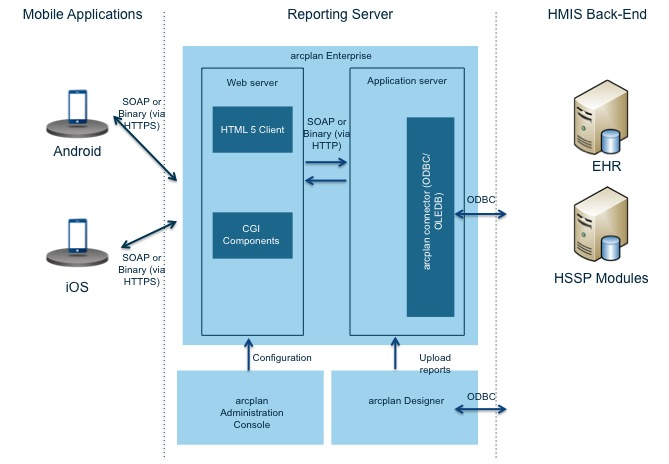 Mobile Applications
Reporting Server
HMIS Back-End
arcplan Enterprise
Web server
Application server
SOAP or
Binary (via
HTTPS)
Android
HTML 5 Client
SOAP or
Binary (via
HTTP)
arcplan connector (ODBC/
OLEDB)
ODBC
EHR
CGI
Components
SOAP or
Binary (via
HTTPS)
iOS
HSSP Modules
Configuration
Upload
reports
arcplan
Administration
Console
arcplan Designer
ODBC